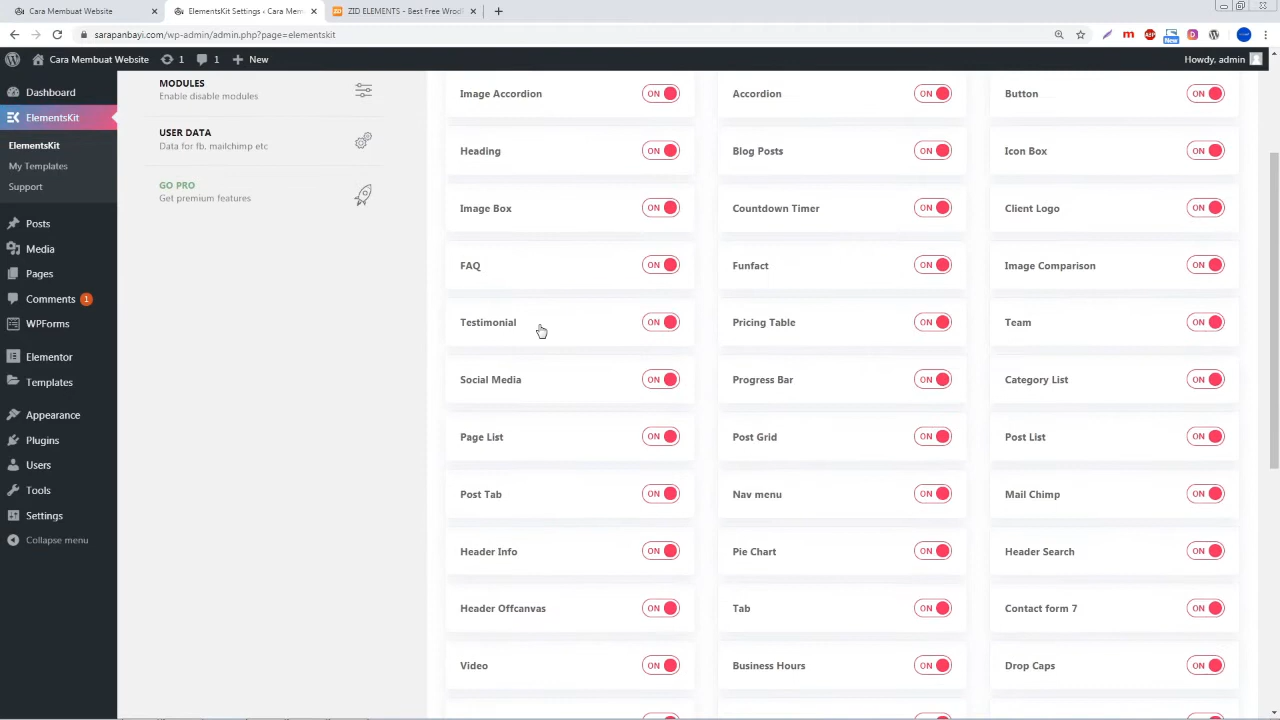 Cara Membuat Website
ElementsKit Settings ‹ Cara Mem
ZID ELEMENTS - Best Free Wrod
sarapanbayi.com/wp-admin/admin.php?page=elementskit
ABP
New
Cara Membuat Website
1
1
New
Howdy, admin
Dashboard
ElementsKit
ElementsKit
My Templates
Support
Posts
Media
Pages
Comments 1
WPForms
Elementor
Templates
Appearance
Plugins
Users
Tools
Settings
Collapse menu
MODULES
Enable disable modules
USER DATA
Data for fb, mailchimp etc
GO PRO
Get premium features
Image Accordion ON Accordion ON Button ON
Heading ON Blog Posts ON Icon Box ON
Image Box ON Countdown Timer ON Client Logo ON
FAQ ON Funfact ON Image Comparison ON
Testimonial ON Pricing Table ON Team ON
Social Media ON Progress Bar ON Category List ON
Page List ON Post Grid ON Post List ON
Post Tab ON Nav menu ON Mail Chimp ON
Header Info ON Pie Chart ON Header Search ON
Header Offcanvas ON Tab ON Contact form 7 ON
Video ON Business Hours ON Drop Caps ON